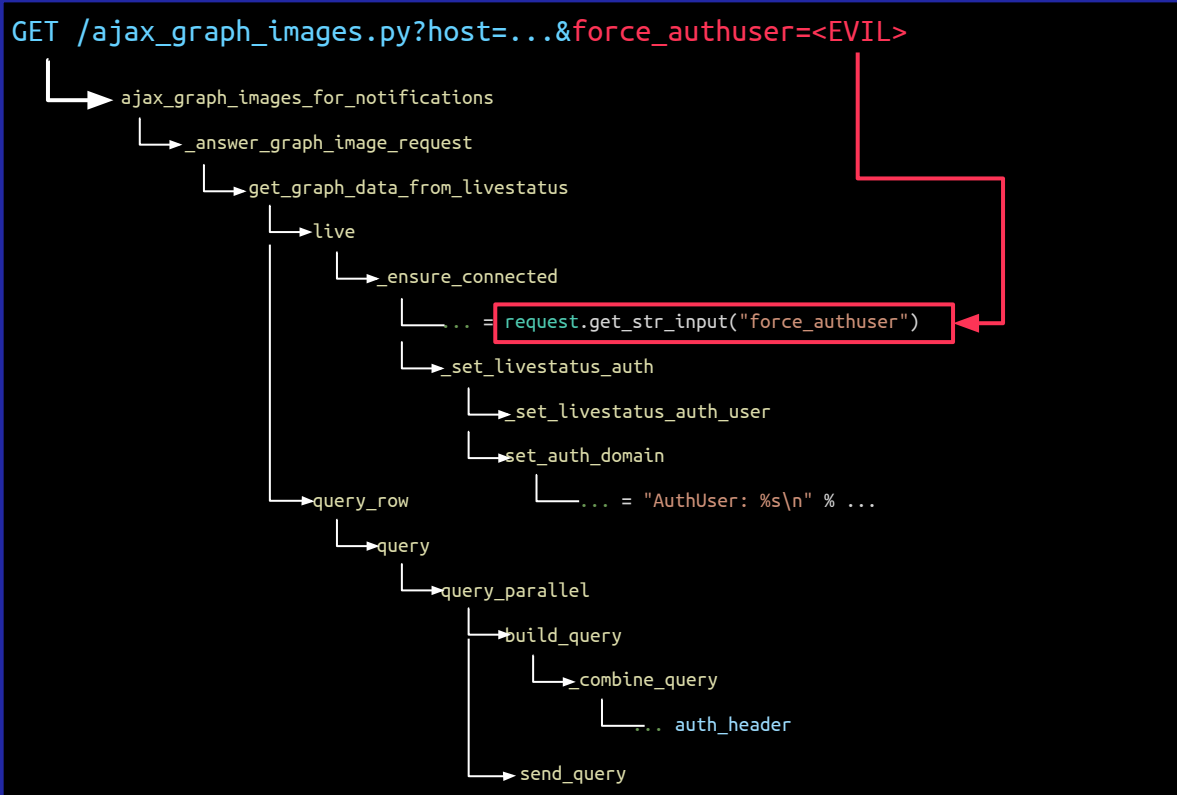 GET /ajax_graph_images.py?host=...&force_authuser=<EVIL>
ajax_graph_images_for_notifications
_answer_graph_image_request
get_graph_data_from_livestatus
live
_ensure_connected
... = request.get_str_input("force_authuser")
_set_livestatus_auth
_set_livestatus_auth_user
set_auth_domain
... = "AuthUser: %s\n" % ...
query_row
query
query_parallel
build_query
_combine_query
... auth_header
send_query